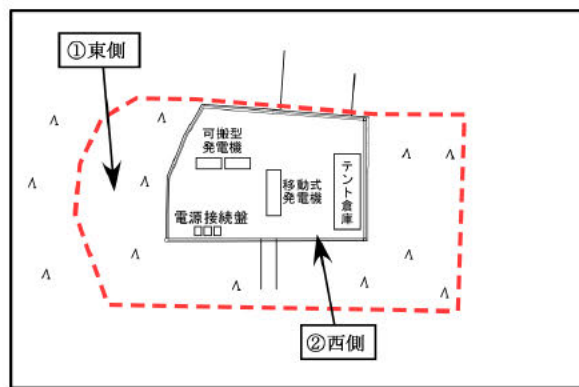 ①東側
可搬型
発電機
移動式
発電機
テント倉庫
電源接続盤
②西側